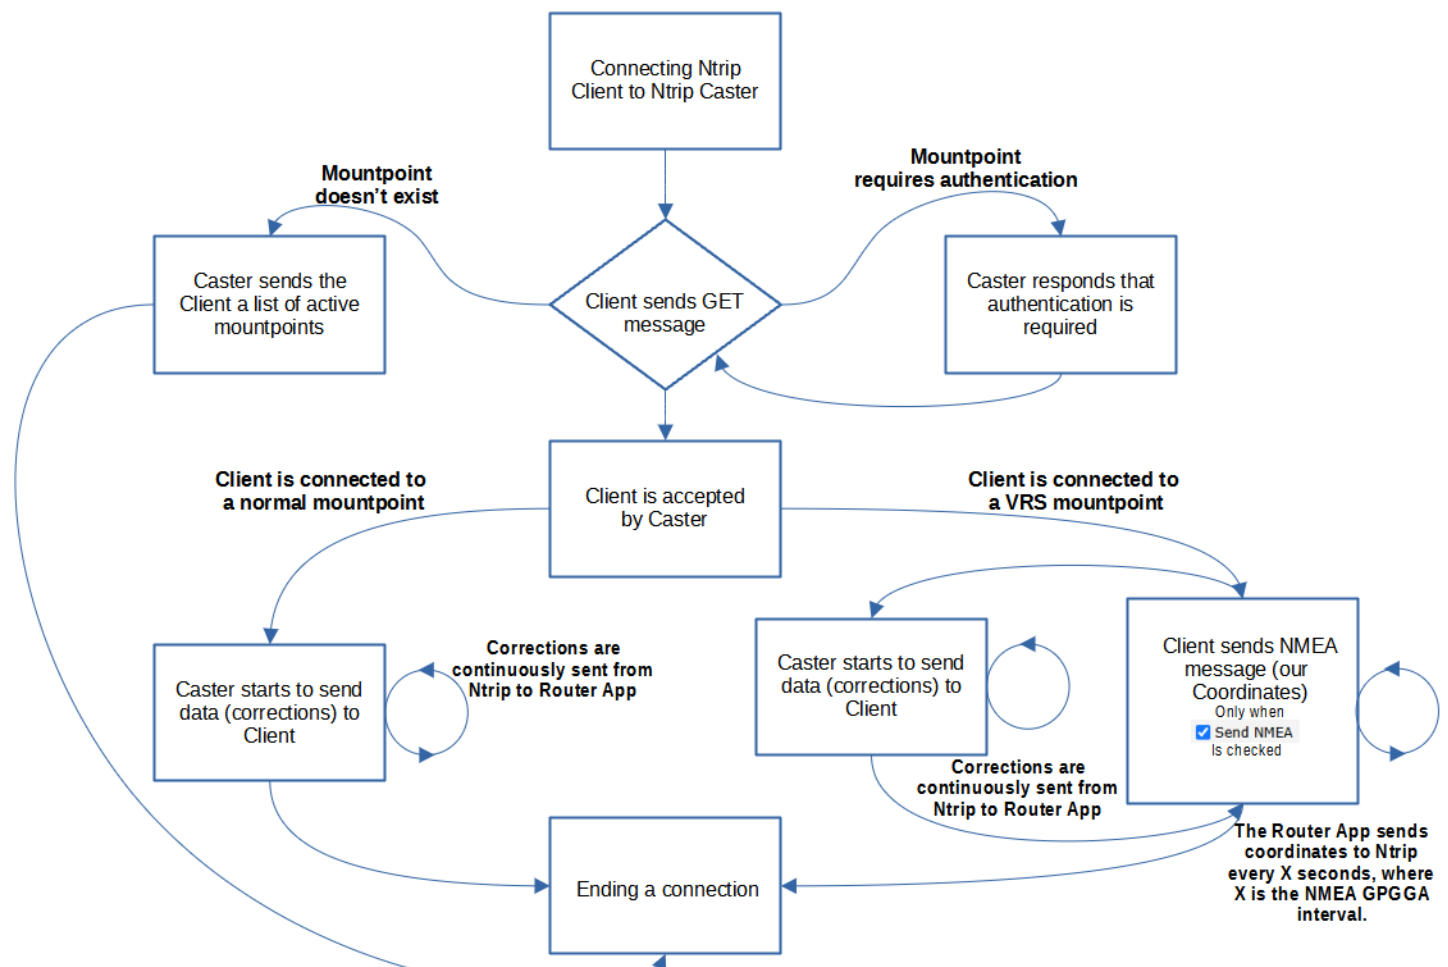 Connecting Ntrip
Client to Ntrip Caster
Mountpoint
doesn't exist
Mountpoint
requires authentication
Caster sends the
Client a list of active
mountpoints
Client sends GET
message
Caster responds that
authentication is
required
Client is connected to
a normal mountpoint
Client is accepted
by Caster
Client is connected to
a VRS mountpoint
Caster starts to send
data (corrections) to
Client
Corrections are
continuously sent from
Ntrip to Router App
Caster starts to send
data (corrections) to
Client
Client sends NMEA
message (our
Coordinates)
Only when
Send NMEA
Is checked
Corrections are
continuously sent from
Ntrip to Router App
The Router App sends
coordinates to Ntrip
every X seconds, where
X is the NMEA GPGGA
interval.
Ending a connection